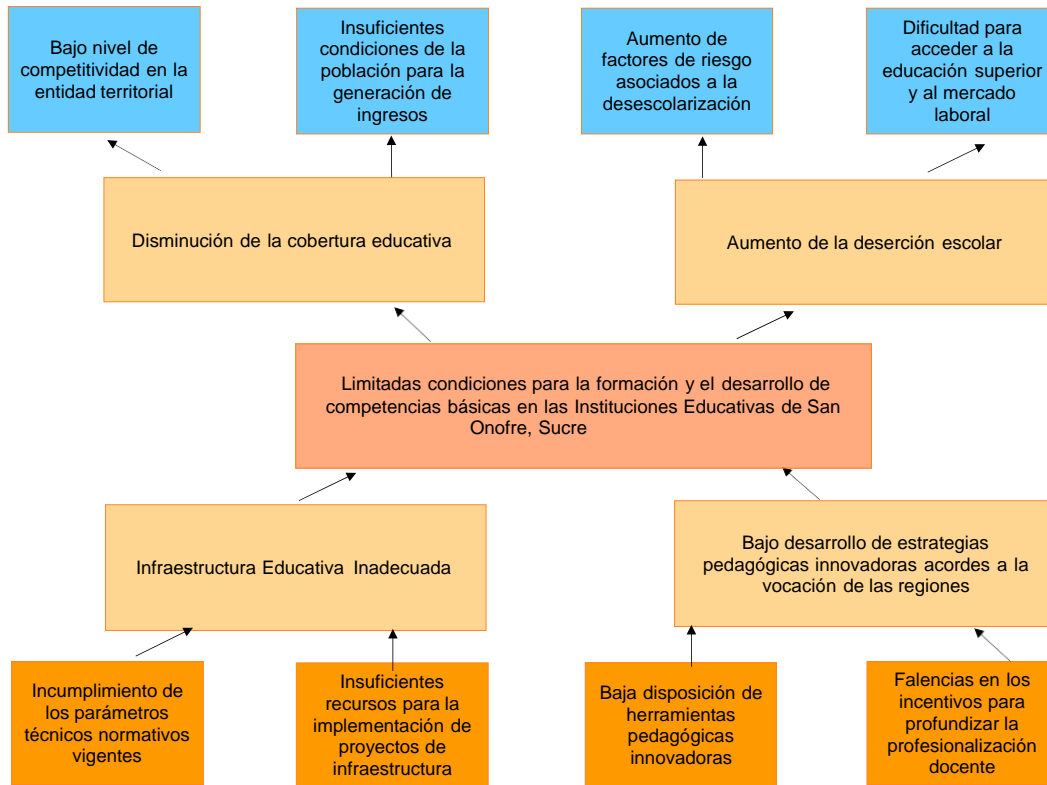 Bajo nivel de
competitividad en la
entidad territorial
Insuficientes
condiciones de la
población para la
generación de
ingresos
Aumento de
factores de riesgo
asociados a la
desescolarización
Dificultad para
acceder a la
educación superior
y al mercado
laboral
Disminución de la cobertura educativa
Aumento de la deserción escolar
Limitadas condiciones para la formación y el desarrollo de
competencias básicas en las Instituciones Educativas de San
Onofre, Sucre
Infraestructura Educativa Inadecuada
Bajo desarrollo de estrategias
pedagógicas innovadoras acordes a la
vocación de las regiones
Incumplimiento de
los parámetros
técnicos normativos
vigentes
Insuficientes
recursos para la
implementación de
proyectos de
infraestructura
Baja disposición de
herramientas
pedagógicas
innovadoras
Falencias en los
incentivos para
profundizar la
profesionalización
docente